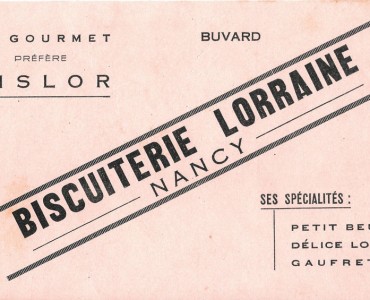 GOURMET
PRÉFÈRE
ISLOR
BUVARD
BISCUITERIE LORRAINE
NANCY
SES SPÉCIALITÉS :
PETIT BEU
DÉLICE LO
GAUFRET